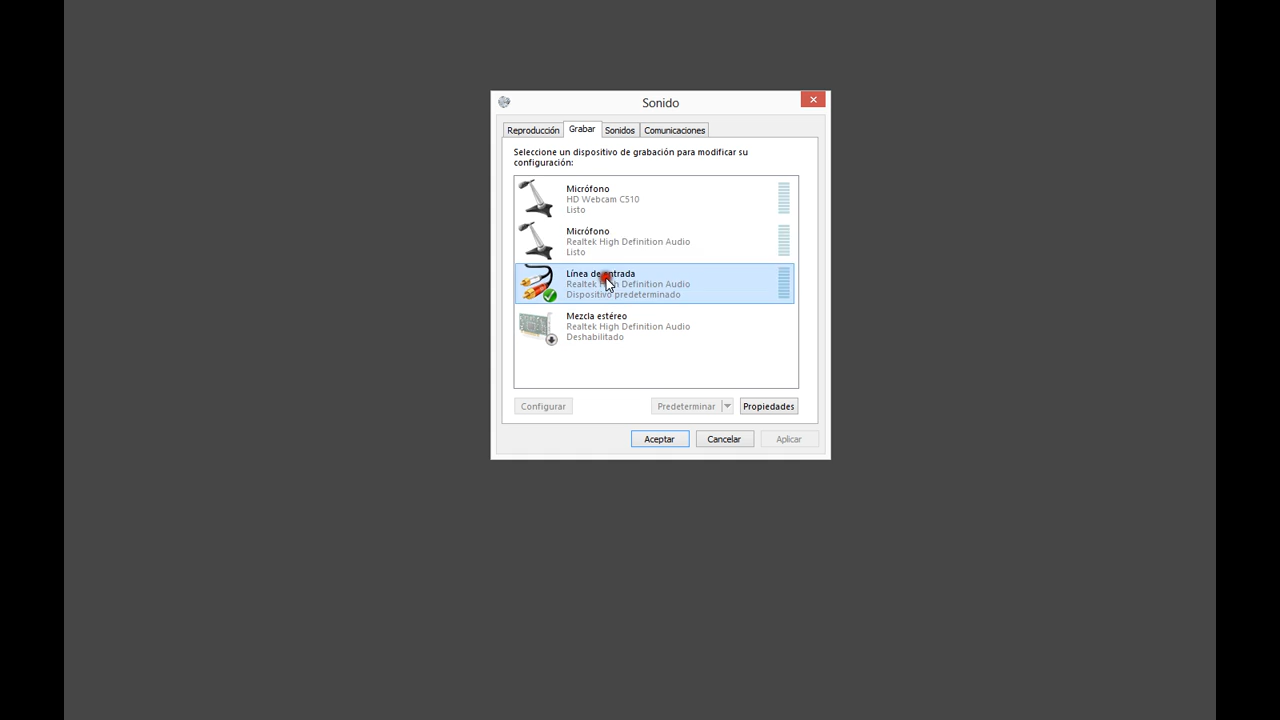 Sonido
Reproducción Grabar Sonidos Comunicaciones
Seleccione un dispositivo de grabación para modificar su
configuración:
Micrófono
HD Webcam C510
Listo
Micrófono
Realtek High Definition Audio
Listo
Línea de entrada
Realtek High Definition Audio
Dispositivo predeterminado
Mezcla estéreo
Realtek High Definition Audio
Deshabilitado
Configurar Predeterminar Propiedades
Aceptar Cancelar Aplicar